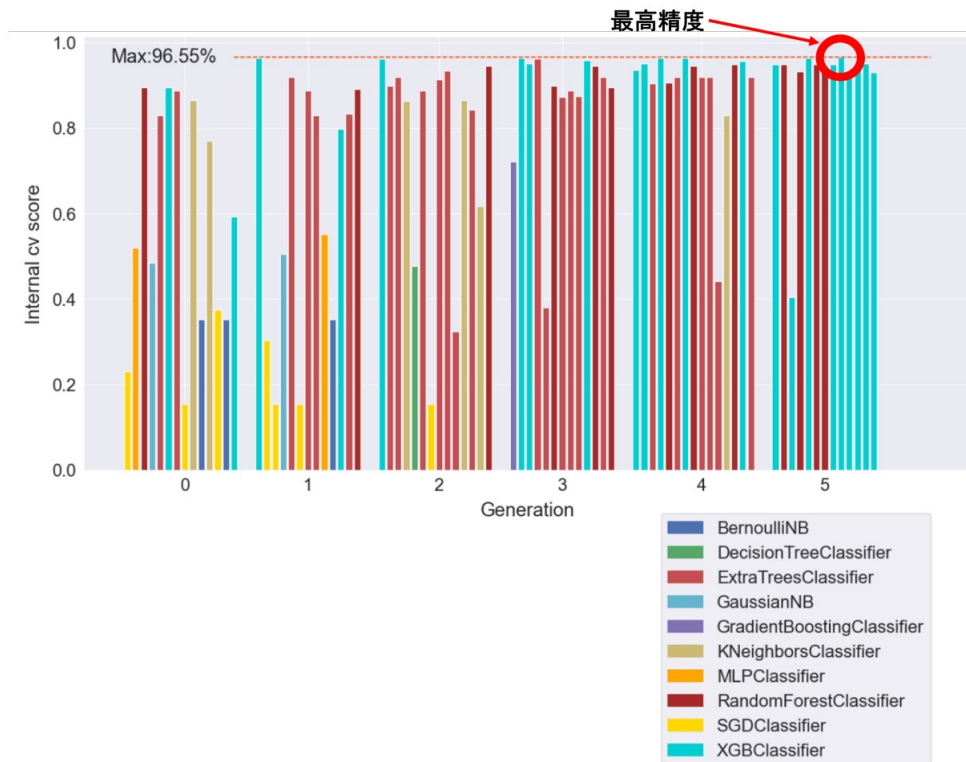 最高精度
Max:96.55%
1.0
0.8
0.6
0.4
0.2
0.0
Internal cv score
0 1 2 3 4 5
Generation
BernoulliNB
DecisionTreeClassifier
ExtraTreesClassifier
GaussianNB
GradientBoostingClassifier
KNeighborsClassifier
MLPClassifier
RandomForestClassifier
SGDClassifier
XGBClassifier